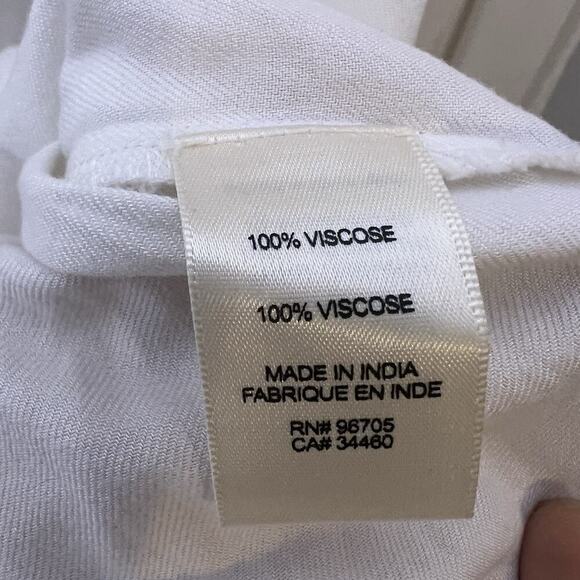 100% VISCOSE
100% VISCOSE
MADE IN INDIA
FABRIQUE EN INDE
RN# 96705
CA# 34460